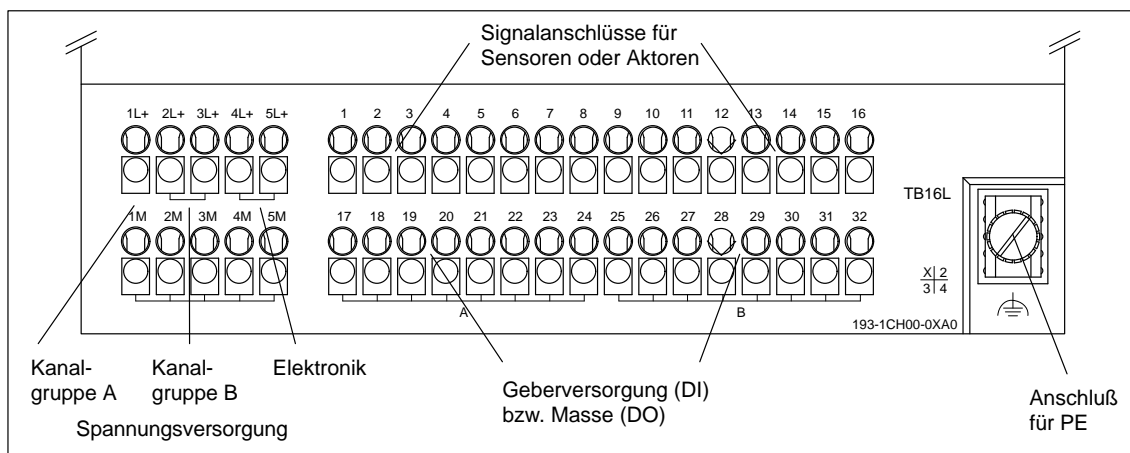 Signalanschlüsse für
Sensoren oder Aktoren
1L+ 2L+ 3L+ 4L+ 5L+ 1 2 3 4 5 6 7 8 9 10 11 12 13 14 15 16
TB16L
1M 2M 3M 4M 5M 17 18 19 20 21 22 23 24 25 26 27 28 29 30 31 32
X 2
3 4
A B
193-1CH00-0XA0
Kanal-
gruppe A
Kanal-
gruppe B
Elektronik
Spannungsversorgung
Geberversorgung (DI)
bzw. Masse (DO)
Anschluß
für PE